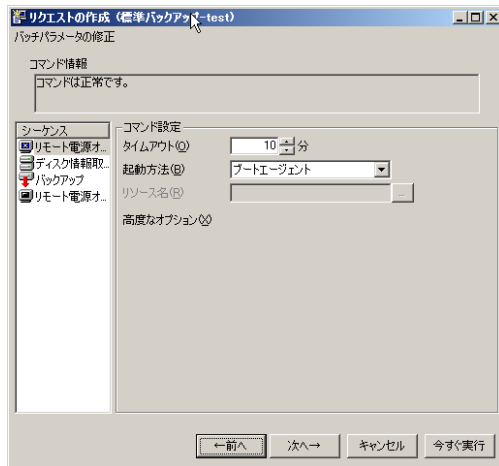 リクエストの作成 (標準バックアップ-test)
バッチパラメータの修正
コマンド情報
コマンドは正常です。
シーケンス
リモート電源オ...
ディスク情報取...
バックアップ
リモート電源オ...
コマンド設定
タイムアウト(O) 10 分
起動方法(B) ブートエージェント
リソース名(R) ...
高度なオプション(X)
←前へ 次へ→ キャンセル 今すぐ実行